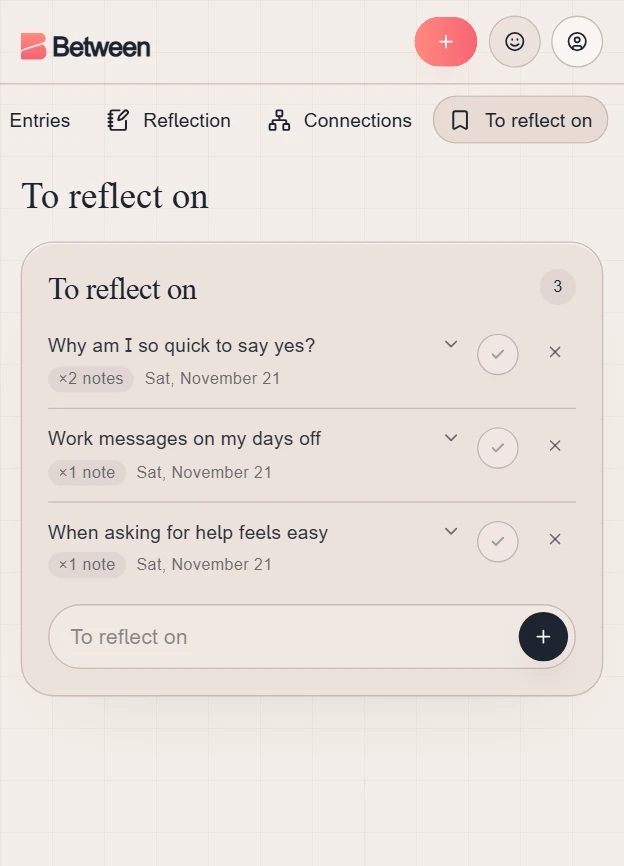 Between
Entries
Reflection
Connections
To reflect on
To reflect on
To reflect on
3
Why am I so quick to say yes?
×2 notes
Sat, November 21
Work messages on my days off
×1 note
Sat, November 21
When asking for help feels easy
×1 note
Sat, November 21
To reflect on